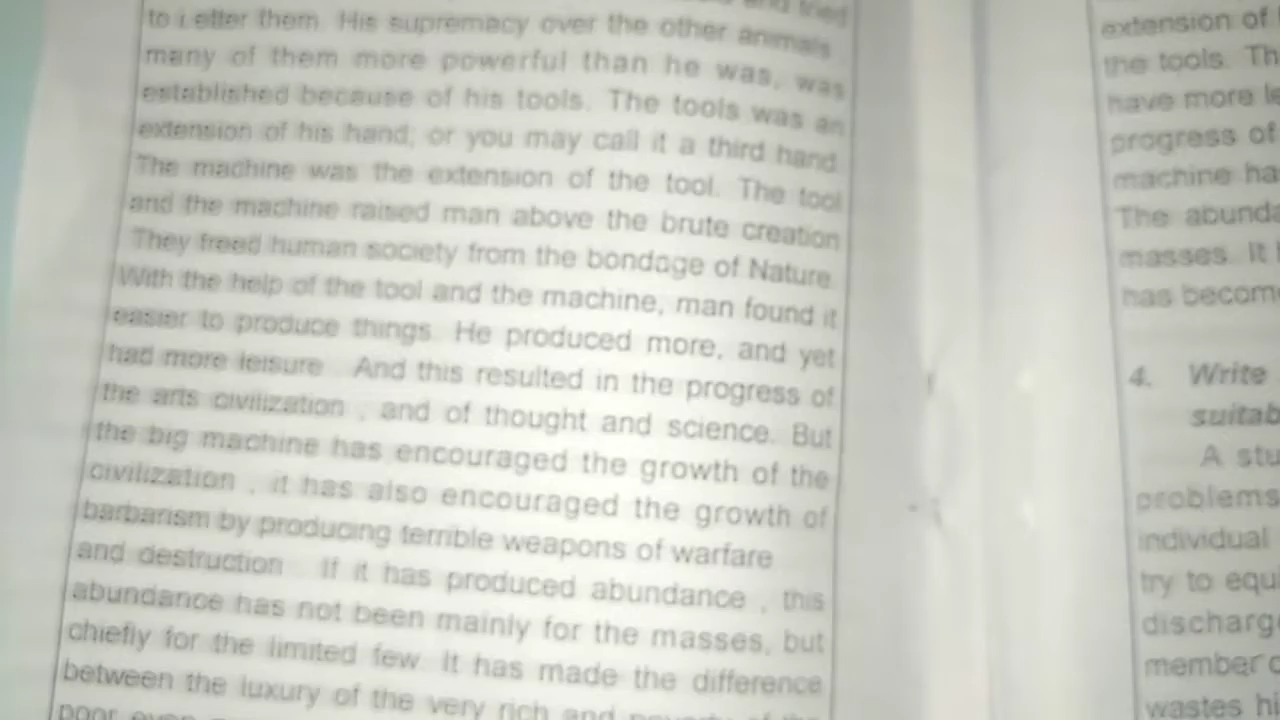 and tried
to them. His supremacy over the other animals
many of them more powerful than he was, was
established because of his tools. The tools was an
extension of his hand, or you may call it a third hand.
The machine was the extension of the tool. The tool
and the machine raised man above the brute creation
They freed human society from the bondage of Nature.
With the help of the tool and the machine, man found it
easier to produce things. He produced more, and yet
had more leisure. And this resulted in the progress of
the arts civilization , and of thought and science. But
the big machine has encouraged the growth of the
civilization , it has also encouraged the growth of
barbarism by producing terrible weapons of warfare
and destruction. If it has produced abundance , this
abundance has not been mainly for the masses, but
chiefly for the limited few. It has made the difference
between the luxury of the very rich and
extension of
the tools. Th
have more le
progress of
machine ha
The abunda
masses. It
has becom
4. Write
suitab
A stu
problems
individual
try to equi
discharg
member
wastes hi